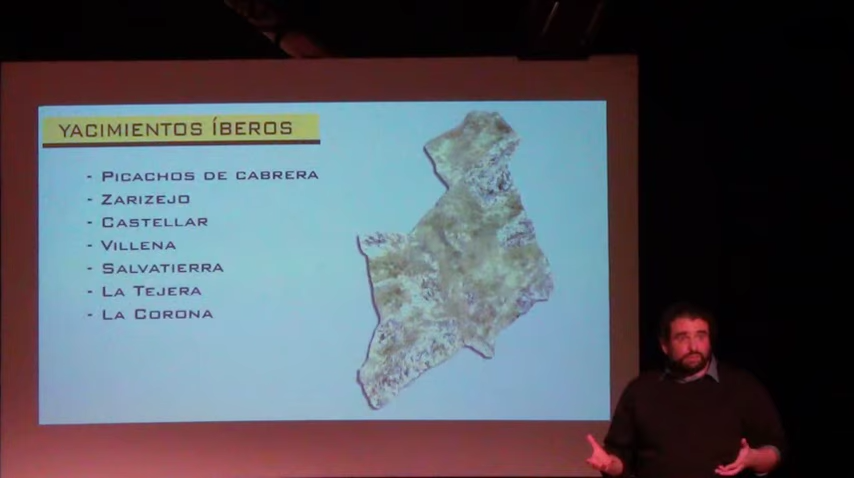 YACIMIENTOS ÍBEROS
- PICACHOS DE CABRERA
- ZARIZEJO
- CASTELLAR
- VILLENA
- SALVATIERRA
- LA TEJERA
- LA CORONA